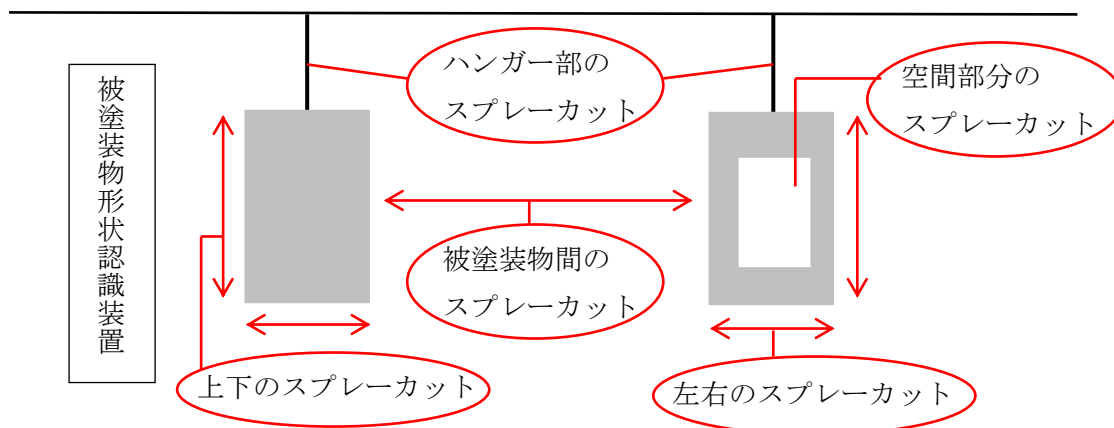 被塗装物形状認識装置
ハンガー部の
スプレーカット
空間部分の
スプレーカット
被塗装物間の
スプレーカット
上下のスプレーカット
左右のスプレーカット